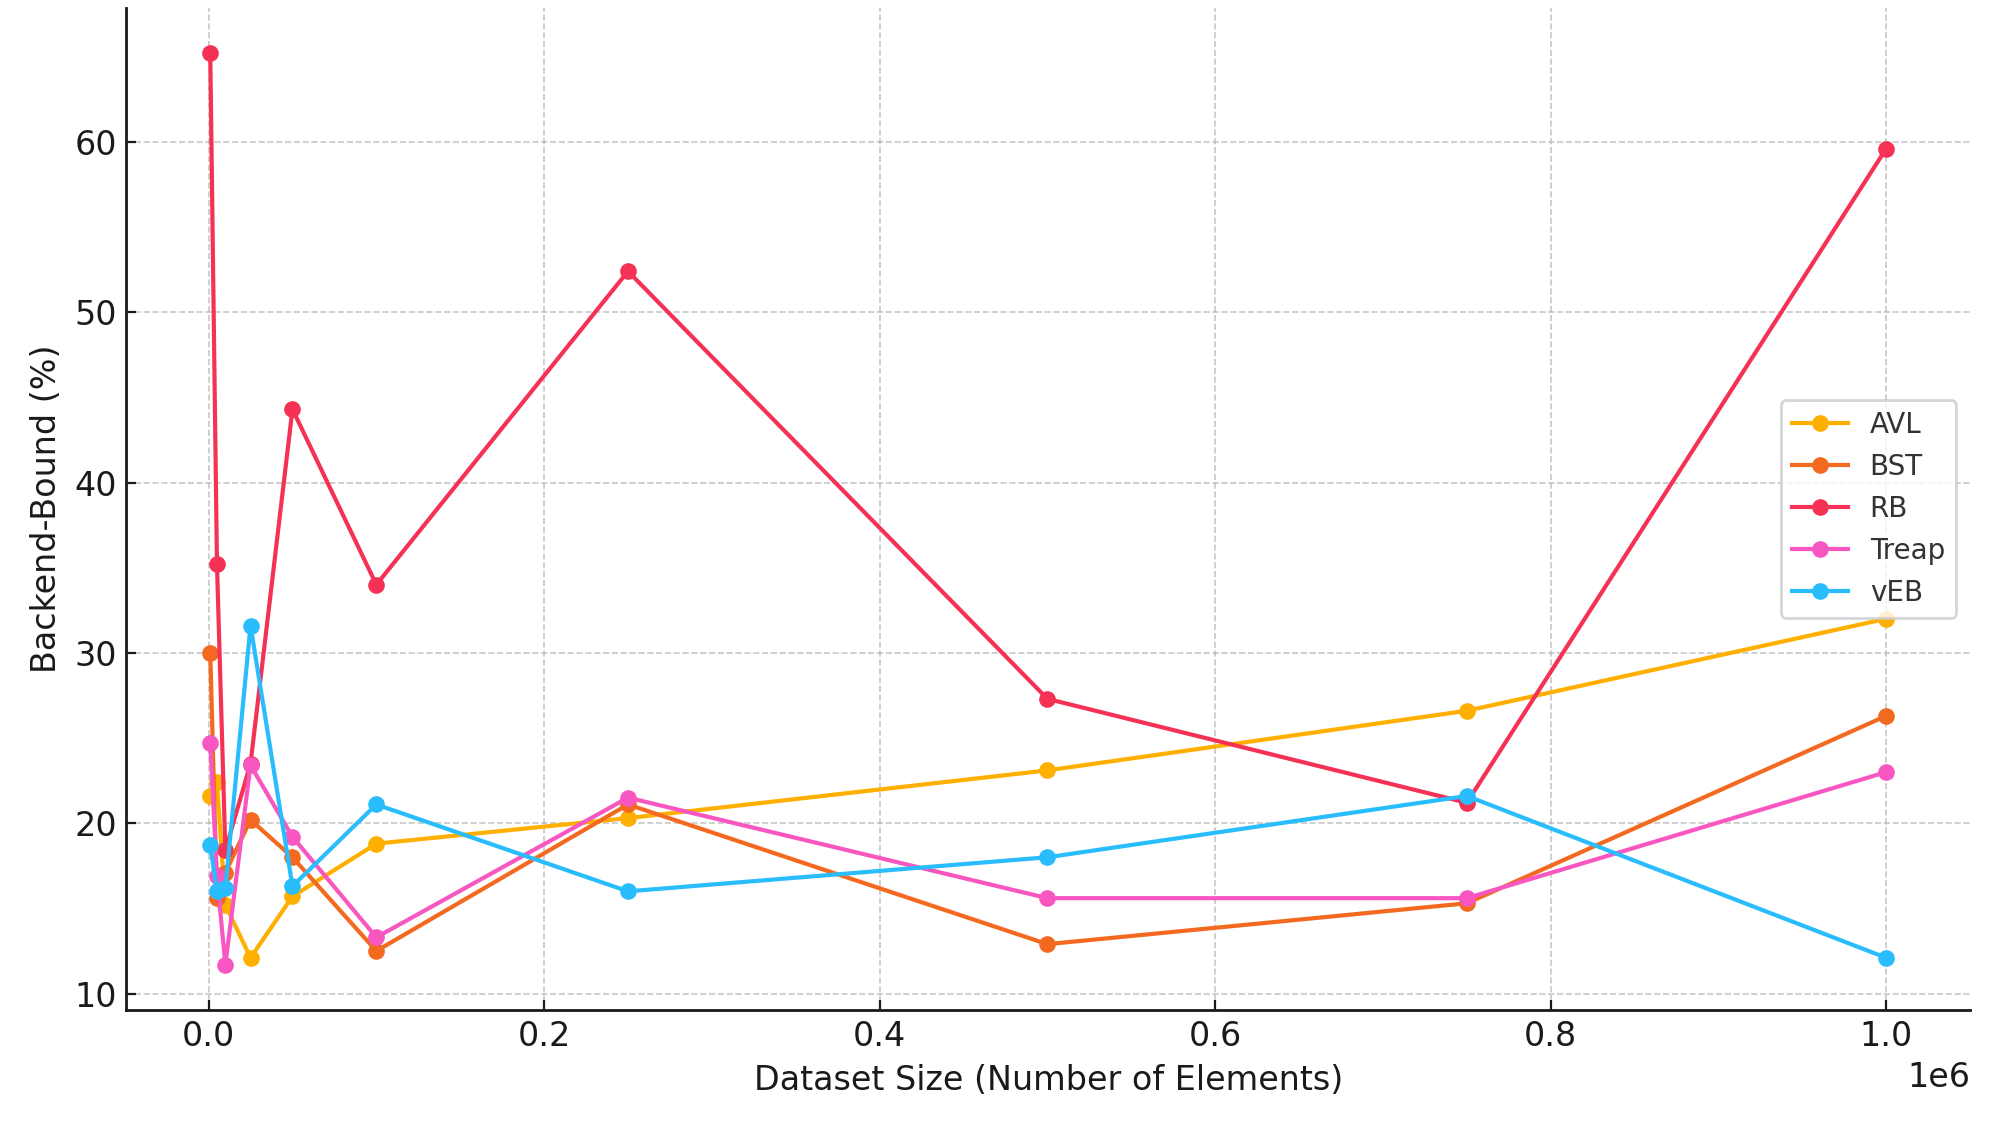 60
50
40
30
20
10
Backend-Bound (%)
AVL
BST
RB
Treap
vEB
0.0 0.2 0.4 0.6 0.8 1.0
1e6
Dataset Size (Number of Elements)